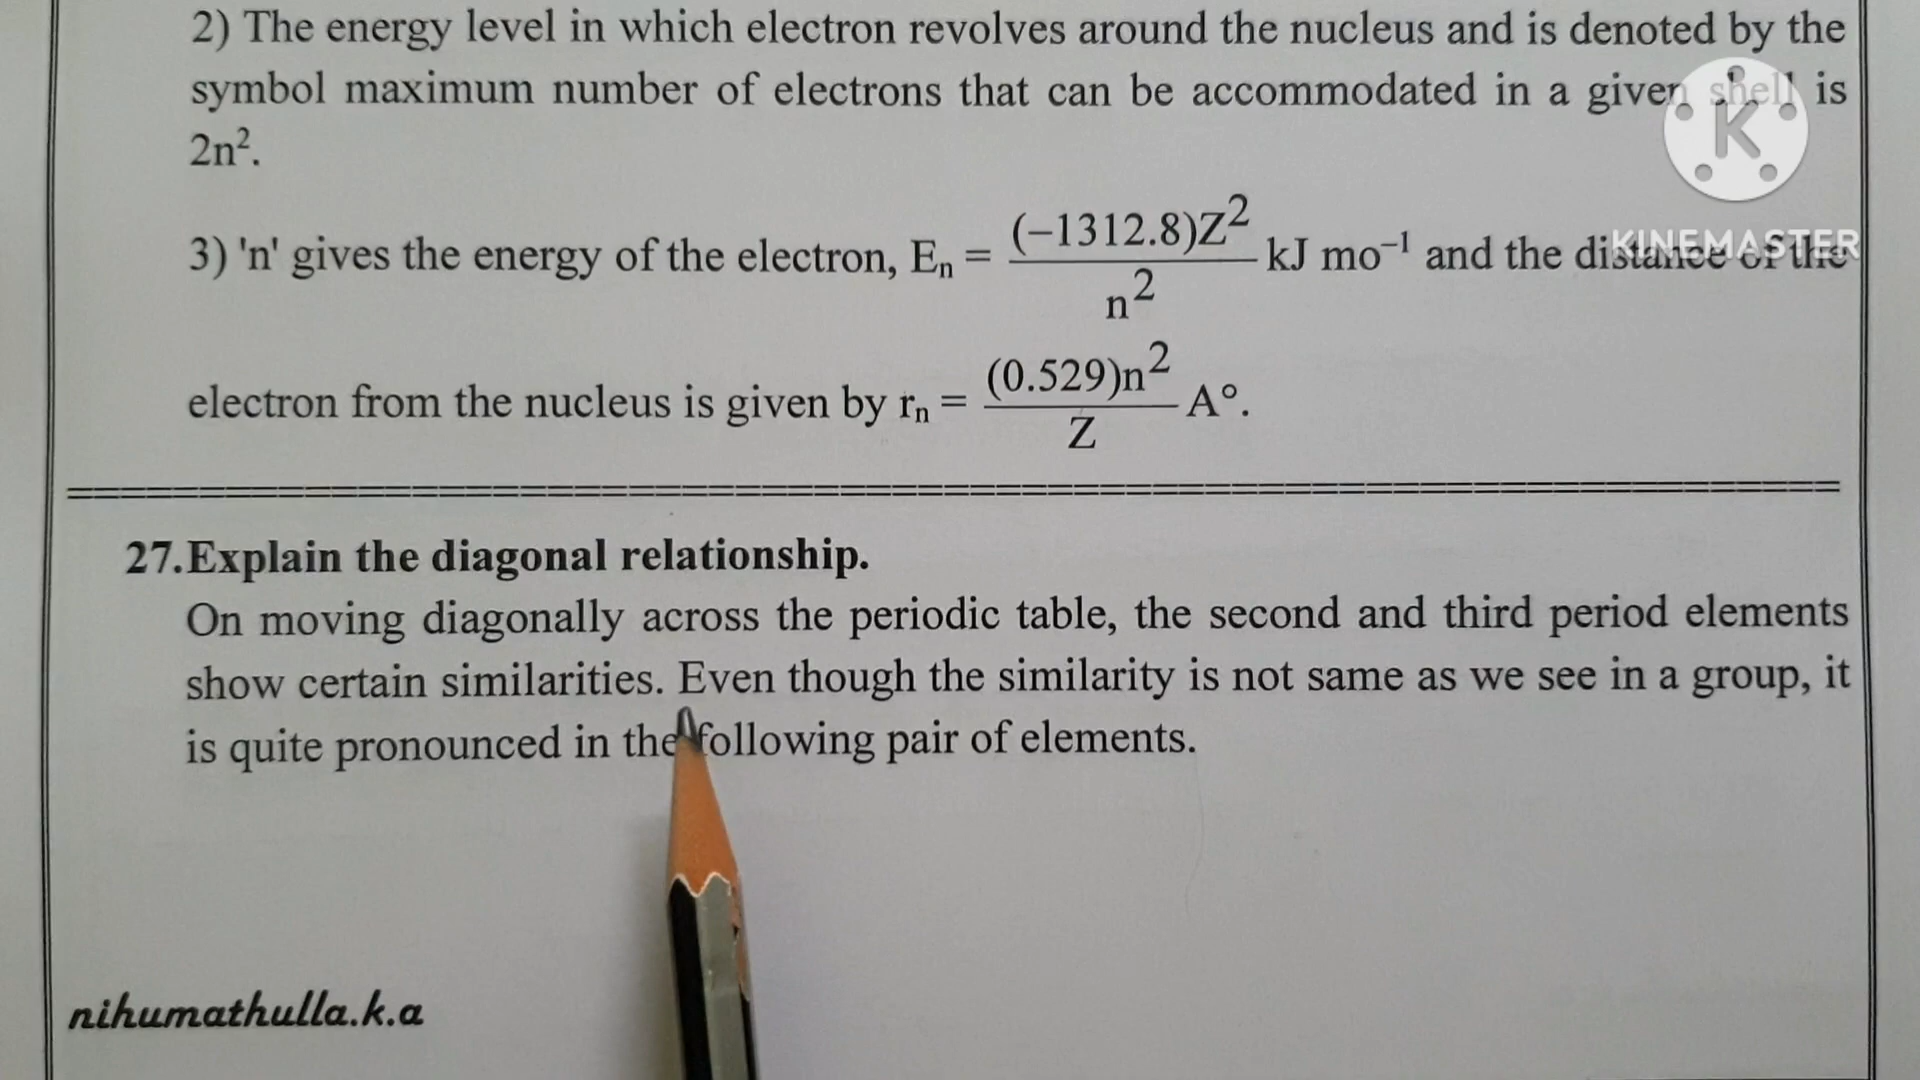 2) The energy level in which electron revolves around the nucleus and is denoted by the
symbol maximum number of electrons that can be accommodated in a given shell is
2n².
K
KINEMASTER
3) 'n' gives the energy of the electron, Eₙ = (−1312.8)Z²/n² kJ mo⁻¹ and the distance of the
electron from the nucleus is given by rₙ = (0.529)n²/Z A°.
27.Explain the diagonal relationship.
On moving diagonally across the periodic table, the second and third period elements
show certain similarities. Even though the similarity is not same as we see in a group, it
is quite pronounced in the following pair of elements.
nihumathulla.k.a